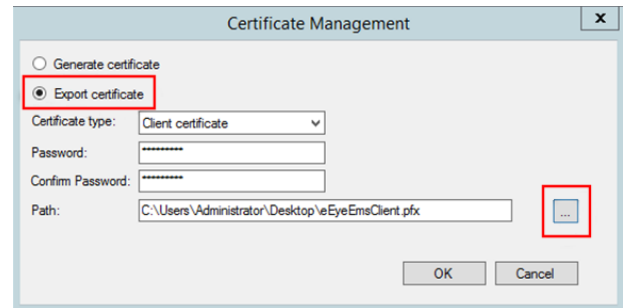 Certificate Management
x
Generate certificate
Export certificate
Certificate type: Client certificate
Password: *********
Confirm Password: *********
Path: C:\Users\Administrator\Desktop\eEyeEmsClient.pfx ...
OK Cancel